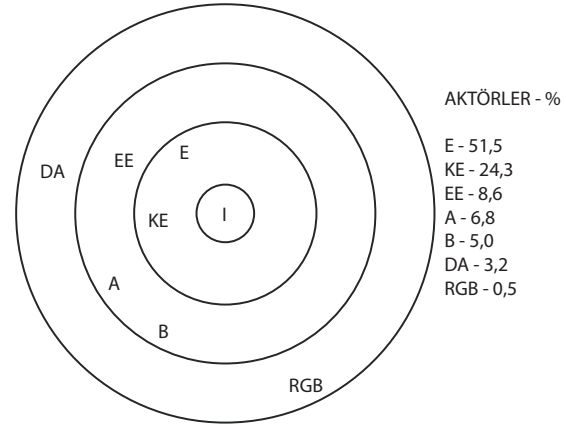 E
EE
DA
KE
I
A
B
RGB
AKTÖRLER - %
E - 51,5
KE - 24,3
EE - 8,6
A - 6,8
B - 5,0
DA - 3,2
RGB - 0,5